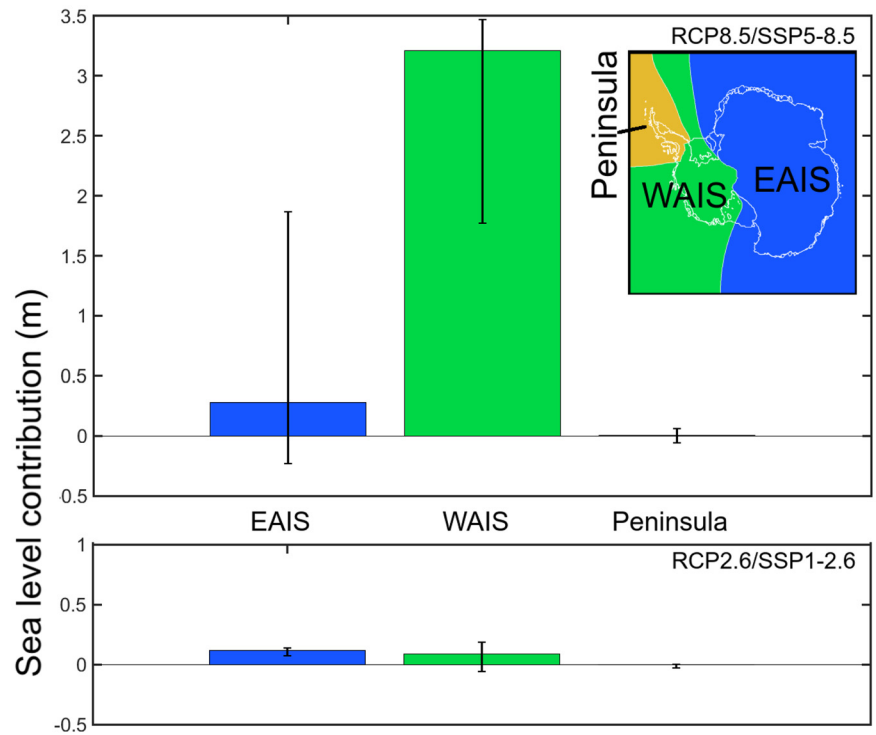 3.5
RCP8.5/SSP5-8.5
3
2.5
2
1.5
1
0.5
0
-0.5
Peninsula
WAIS
EAIS
Sea level contribution (m)
EAIS
WAIS
Peninsula
1
RCP2.6/SSP1-2.6
0.5
0
-0.5